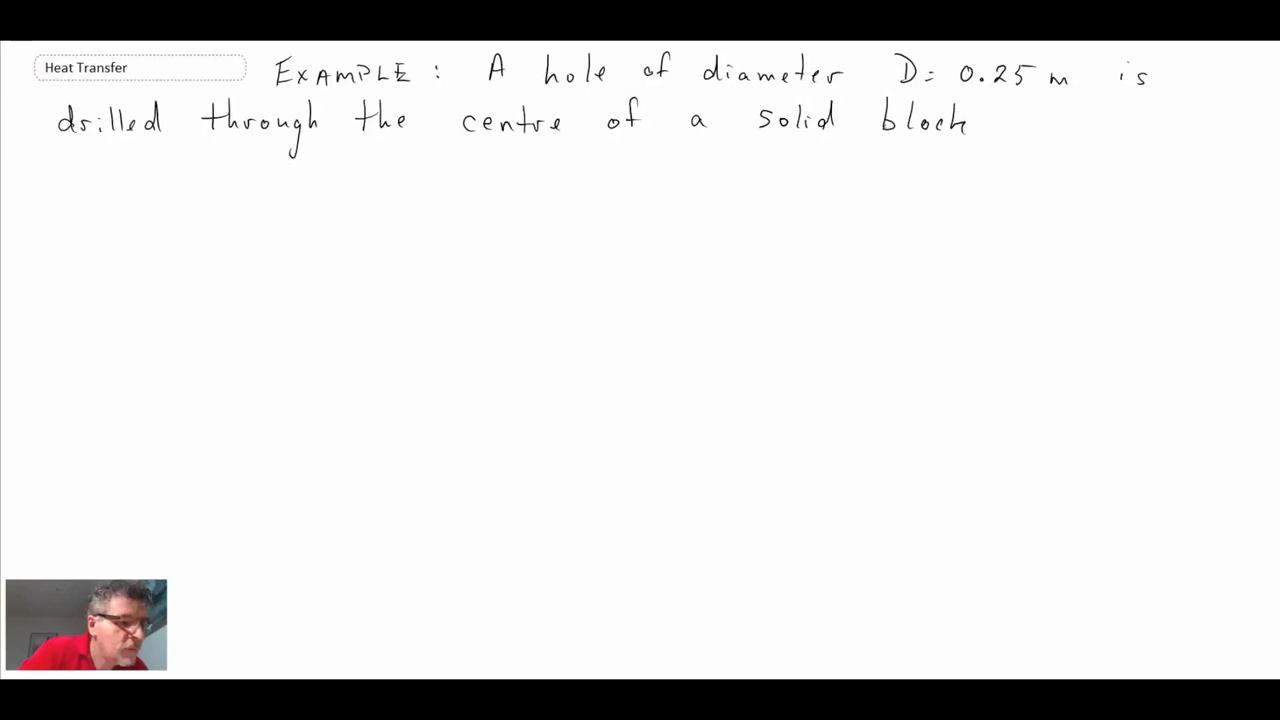 Heat Transfer
EXAMPLE : A hole of diameter D= 0.25 m is
drilled through the centre of a solid block